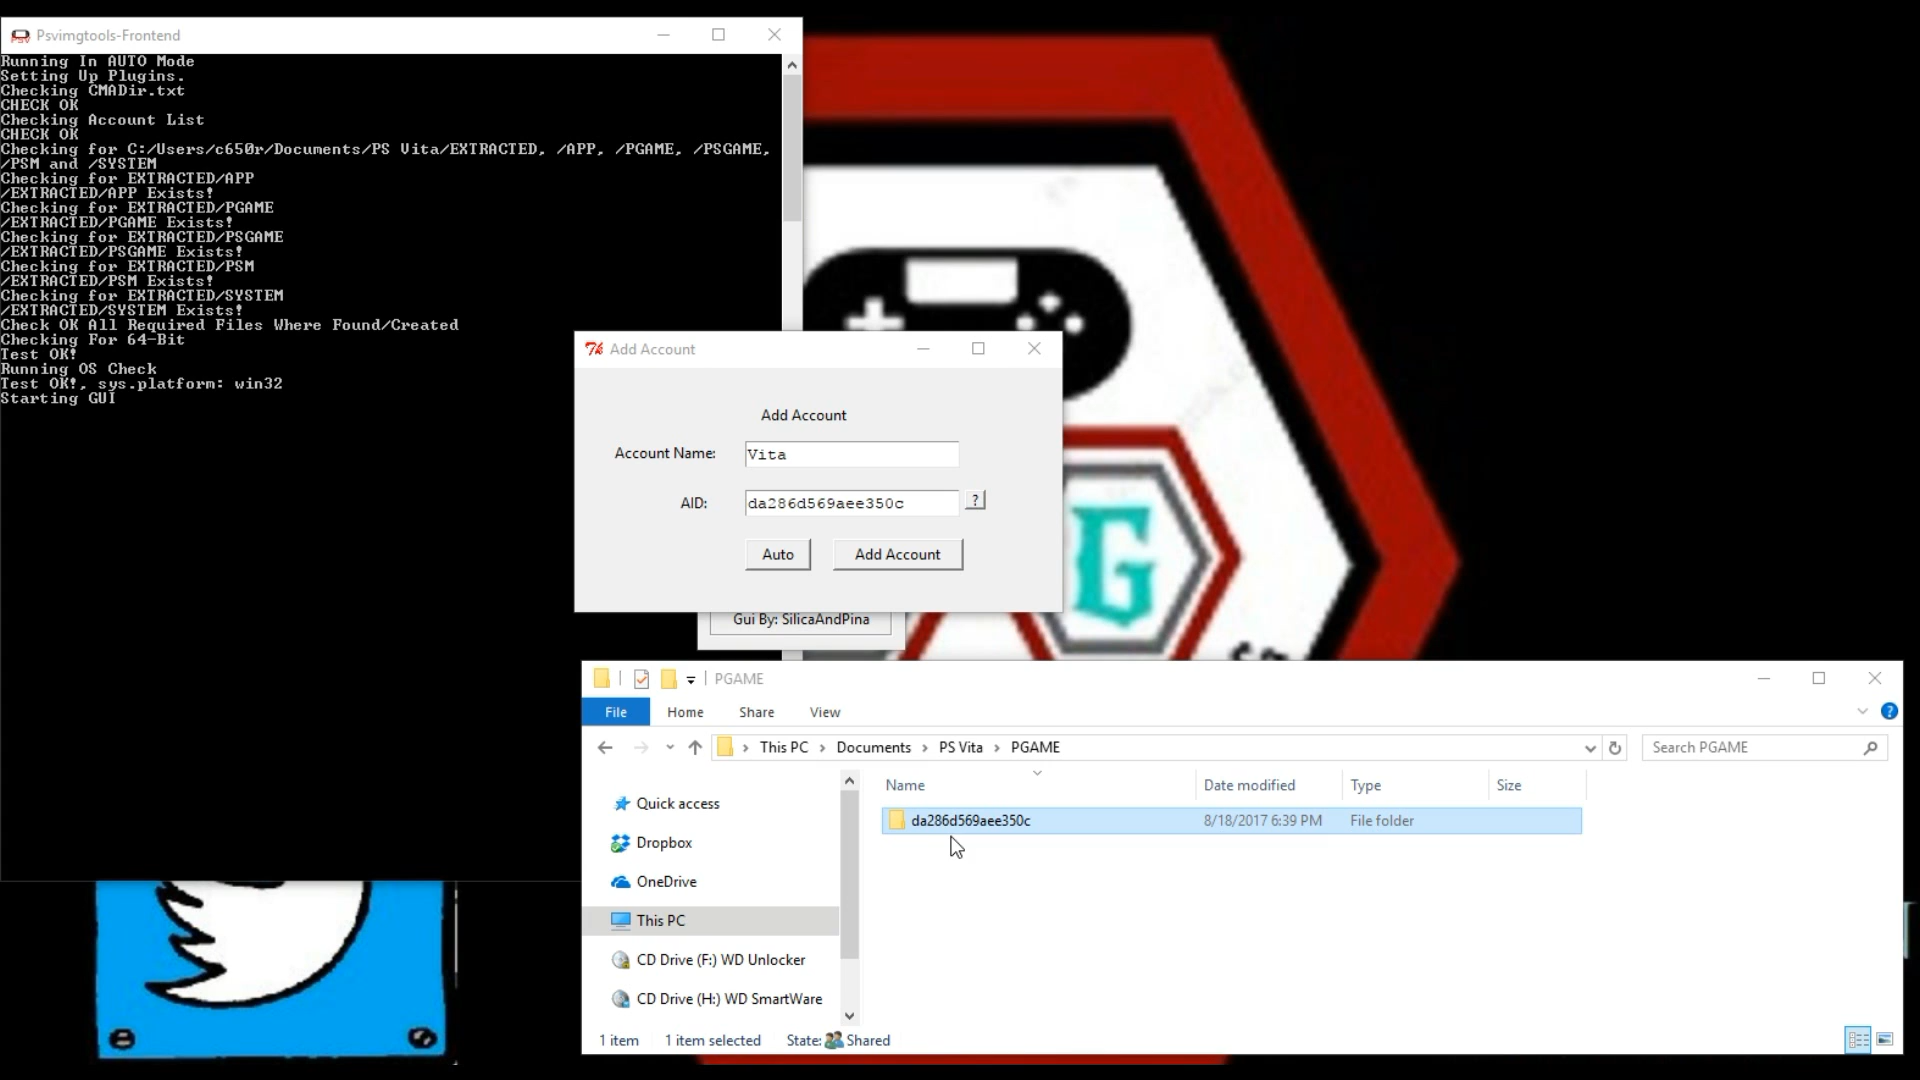 Psvimgtools-Frontend
Running In AUTO Mode
Setting Up Plugins.
Checking CMADir.txt
CHECK OK
Checking Account List
CHECK OK
Checking for C:/Users/c650r/Documents/PS Vita/EXTRACTED, /APP, /PGAME, /PSGAME,
/PSM and /SYSTEM
Checking for EXTRACTED/APP
/EXTRACTED/APP Exists!
Checking for EXTRACTED/PGAME
/EXTRACTED/PGAME Exists!
Checking for EXTRACTED/PSGAME
/EXTRACTED/PSGAME Exists!
Checking for EXTRACTED/PSM
/EXTRACTED/PSM Exists!
Checking for EXTRACTED/SYSTEM
/EXTRACTED/SYSTEM Exists!
Check OK All Required Files Where Found/Created
Checking For 64-Bit
Test OK!
Running OS Check
Test OK!, sys.platform: win32
Starting GUI
Add Account
Add Account
Account Name: Vita
AID: da286d569aee350c ?
Auto Add Account
Gui By: SilicaAndPina
G
PGAME
File Home Share View
This PC Documents PS Vita PGAME Search PGAME
Name Date modified Type Size
da286d569aee350c 8/18/2017 6:39 PM File folder
Quick access
Dropbox
OneDrive
This PC
CD Drive (F:) WD Unlocker
CD Drive (H:) WD SmartWare
1 item 1 item selected State: Shared